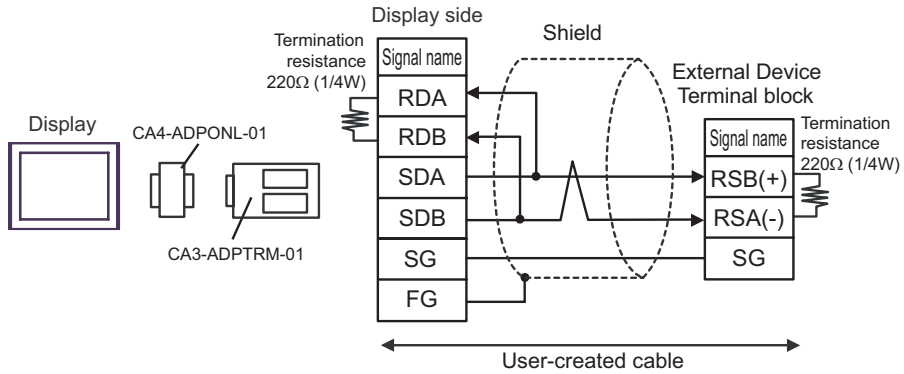 Display side
Shield
Termination
resistance
220Ω (1/4W)
Signal name
RDA
RDB
SDA
SDB
SG
FG
External Device
Terminal block
Signal name
RSB(+)
RSA(-)
SG
Termination
resistance
220Ω (1/4W)
Display
CA4-ADPONL-01
CA3-ADPTRM-01
User-created cable